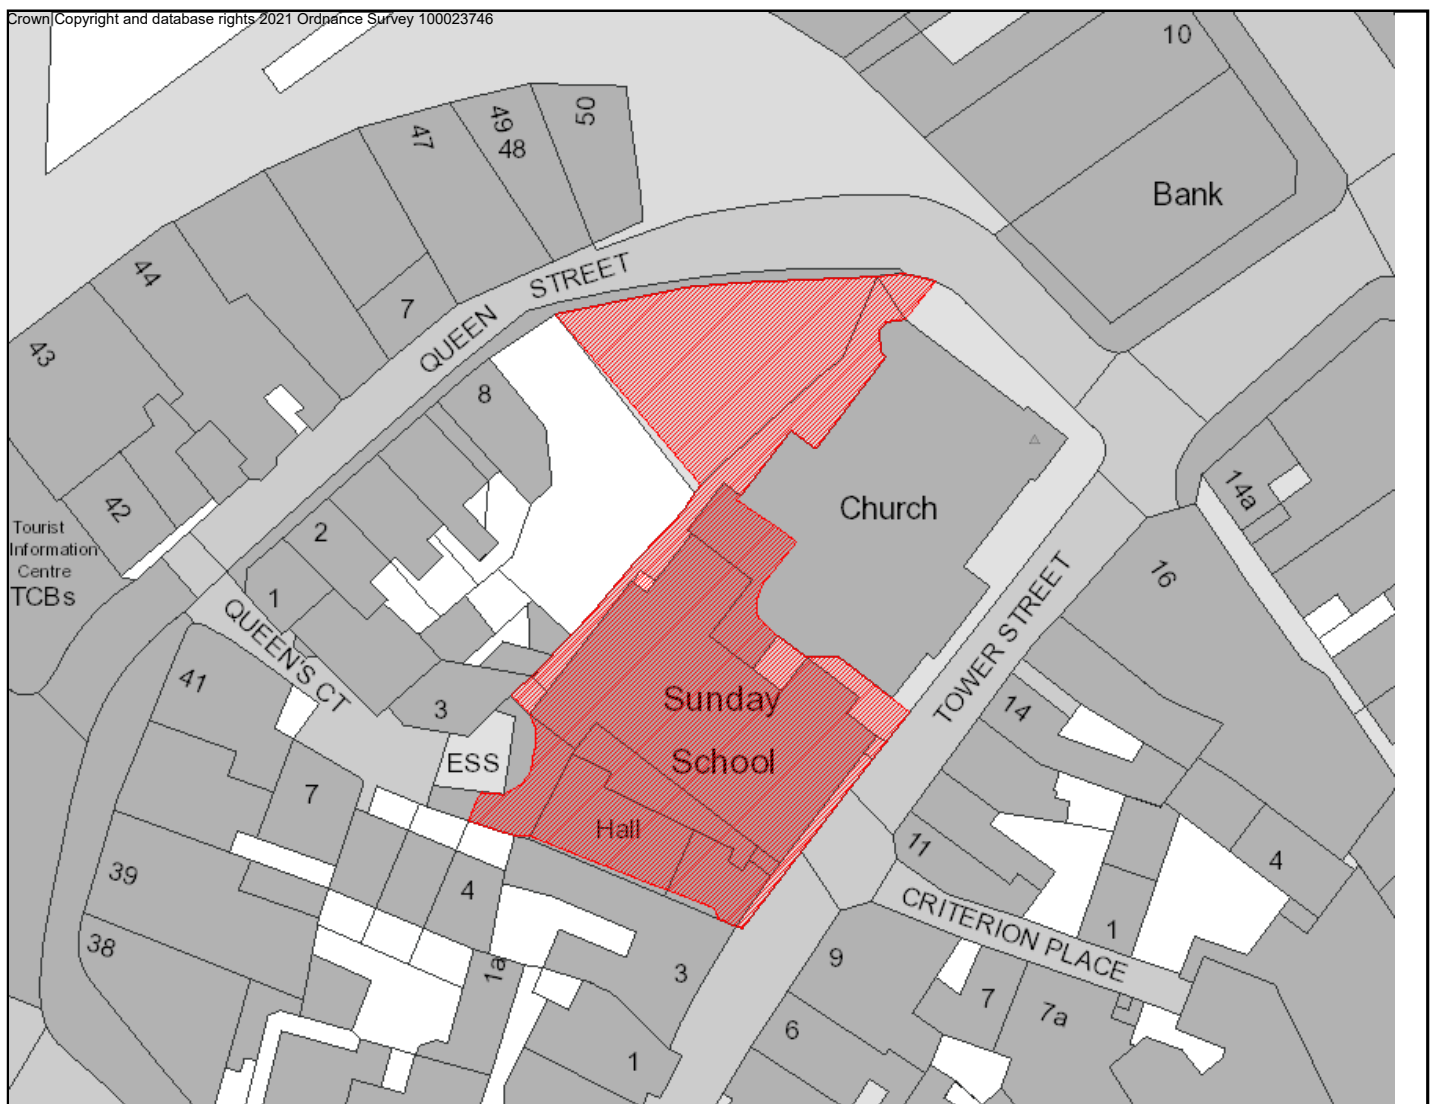 Crown Copyright and database rights 2021 Ordnance Survey 100023746
10
50
49
48
47
Bank
44
QUEEN STREET
7
43
8
14a
42
Church
Tourist
Information
Centre
TCBs
2
16
1
QUEEN'S CT
TOWER STREET
41
3
Sunday
School
14
ESS
7
Hall
11
39
4
4
CRITERION PLACE
1
38
9
3
1a
7
7a
6
1